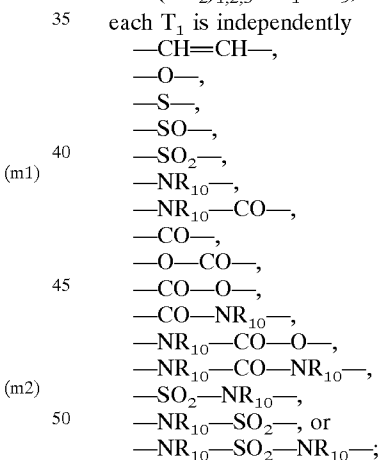 35 each T₁ is independently
—CH=CH—,
—O—,
—S—,
—SO—,
40 —SO₂—,
(m1) —NR₁₀—,
—NR₁₀—CO—,
—CO—,
—O—CO—,
45 —CO—O—,
—CO—NR₁₀—,
—NR₁₀—CO—O—,
—NR₁₀—CO—NR₁₀—,
(m2) —SO₂—NR₁₀—,
50 —NR₁₀—SO₂—, or
—NR₁₀—SO₂—NR₁₀—;